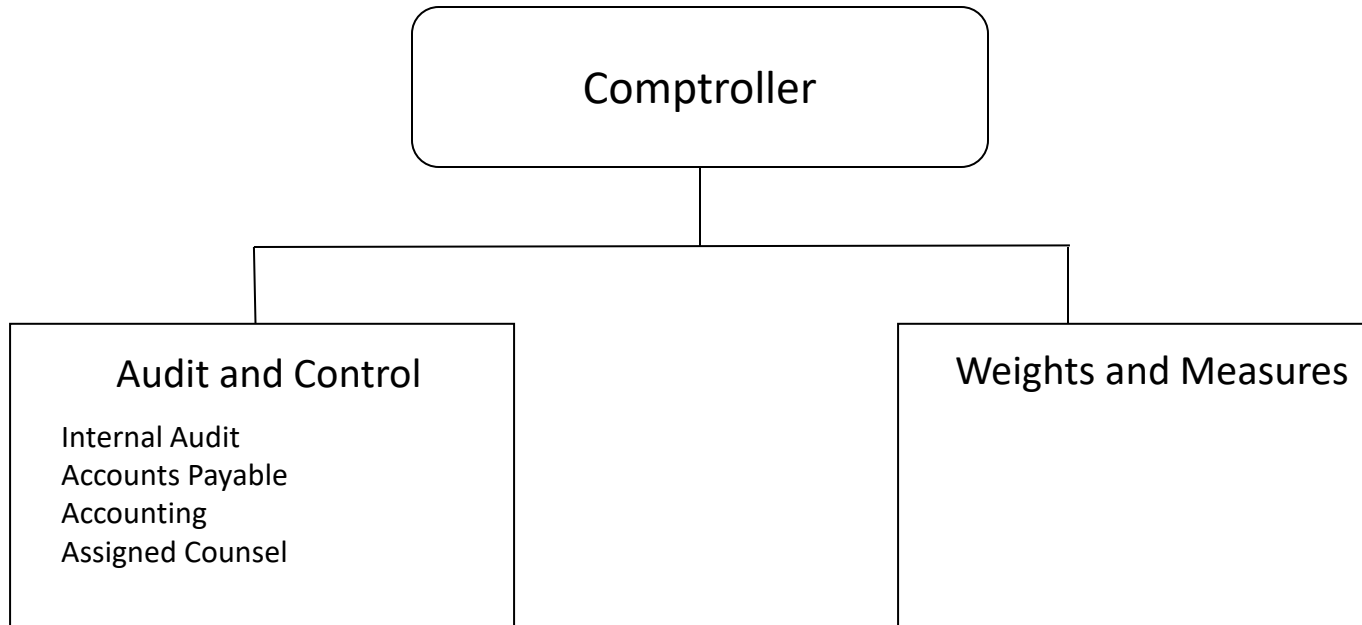 Comptroller
Audit and Control
Internal Audit
Accounts Payable
Accounting
Assigned Counsel
Weights and Measures